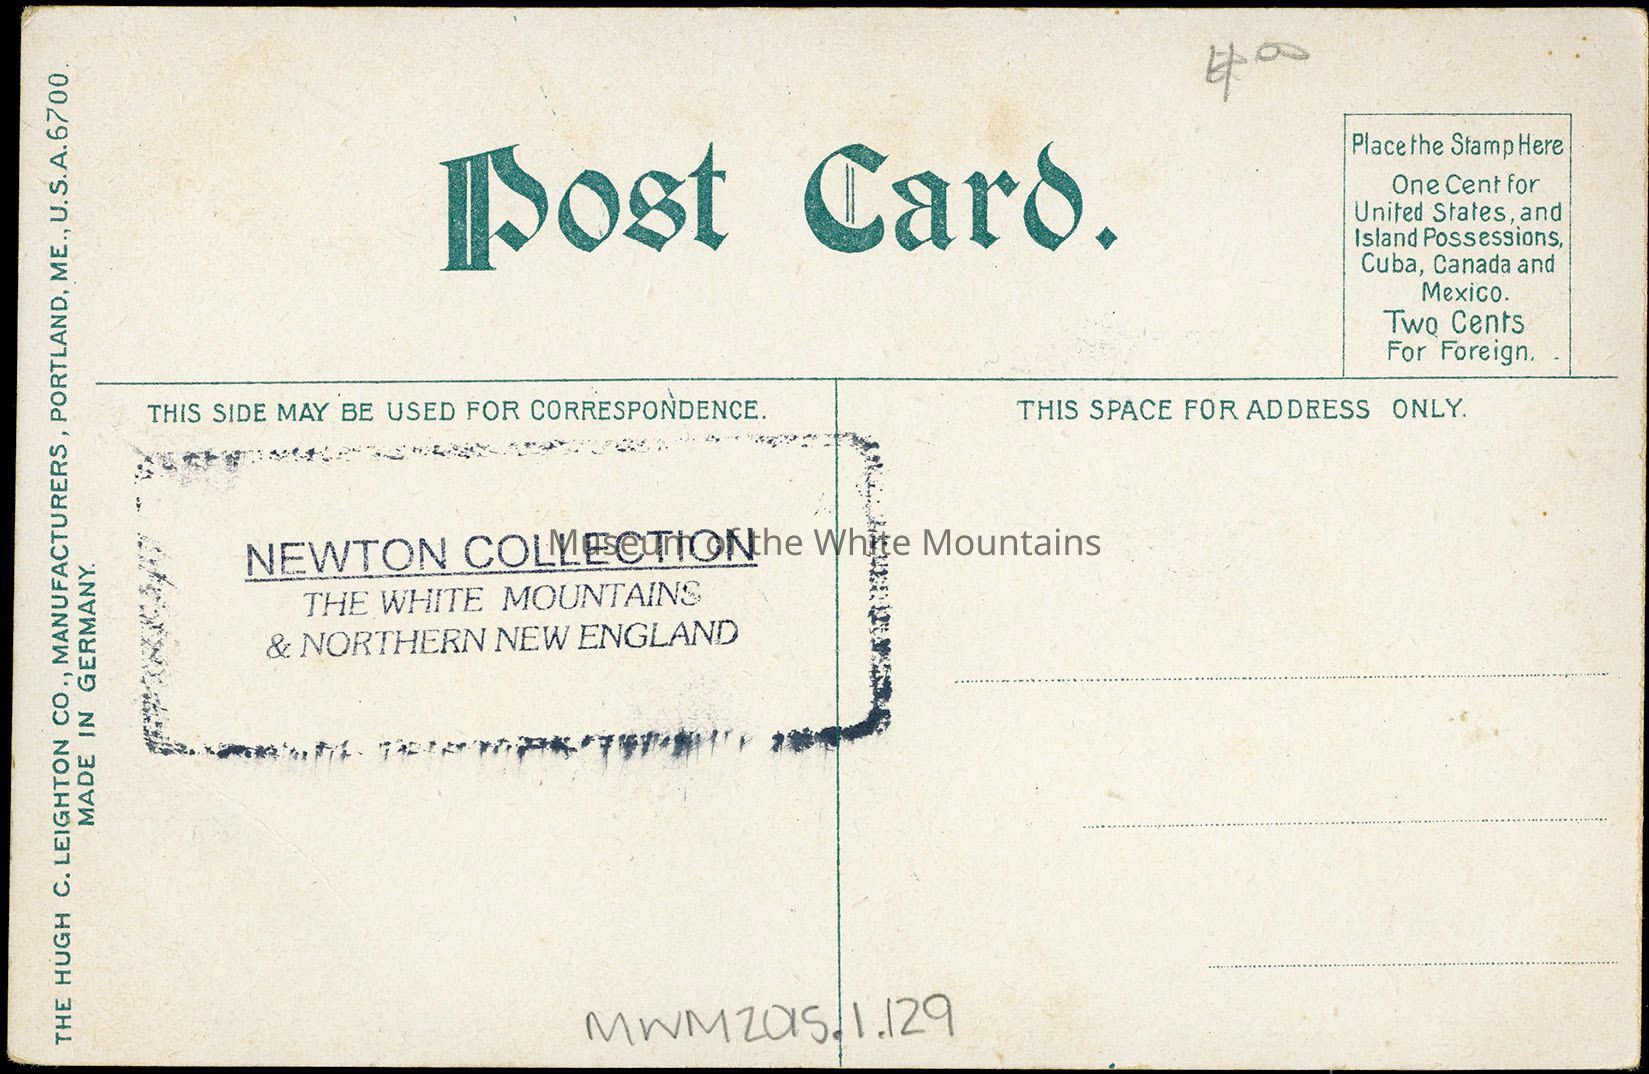 4 00
Post Card.
Place the Stamp Here
One Cent for
United States, and
Island Possessions,
Cuba, Canada and
Mexico.
Two Cents
For Foreign.
THE HUGH C. LEIGHTON CO., MANUFACTURERS, PORTLAND, ME., U.S.A. 6700.
MADE IN GERMANY.
THIS SIDE MAY BE USED FOR CORRESPONDENCE.
THIS SPACE FOR ADDRESS ONLY.
NEWTON COLLECTION
THE WHITE MOUNTAINS
& NORTHERN NEW ENGLAND
Museum of the White Mountains
MWM2015.1.129